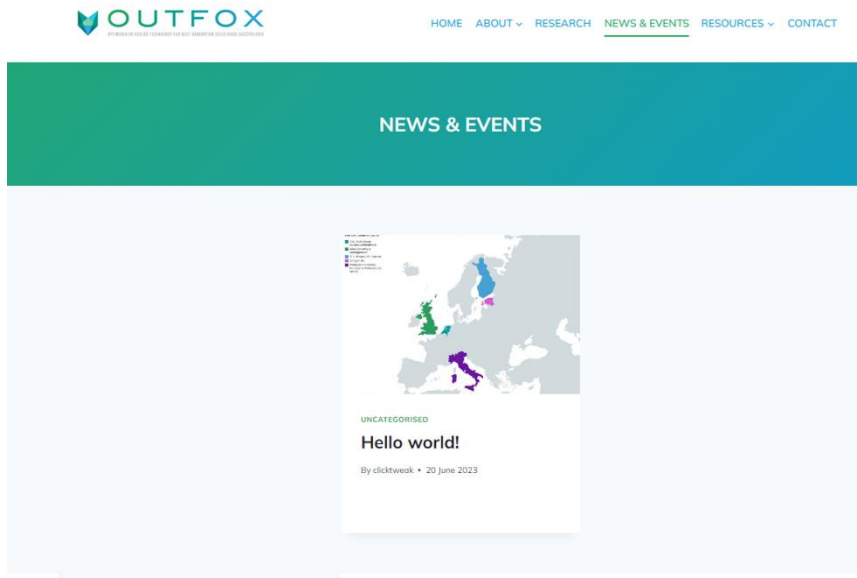 OUTFOX
HOME ABOUT RESEARCH NEWS & EVENTS RESOURCES CONTACT
NEWS & EVENTS
UNCATEGORISED
Hello world!
By clicktweak • 20 June 2023